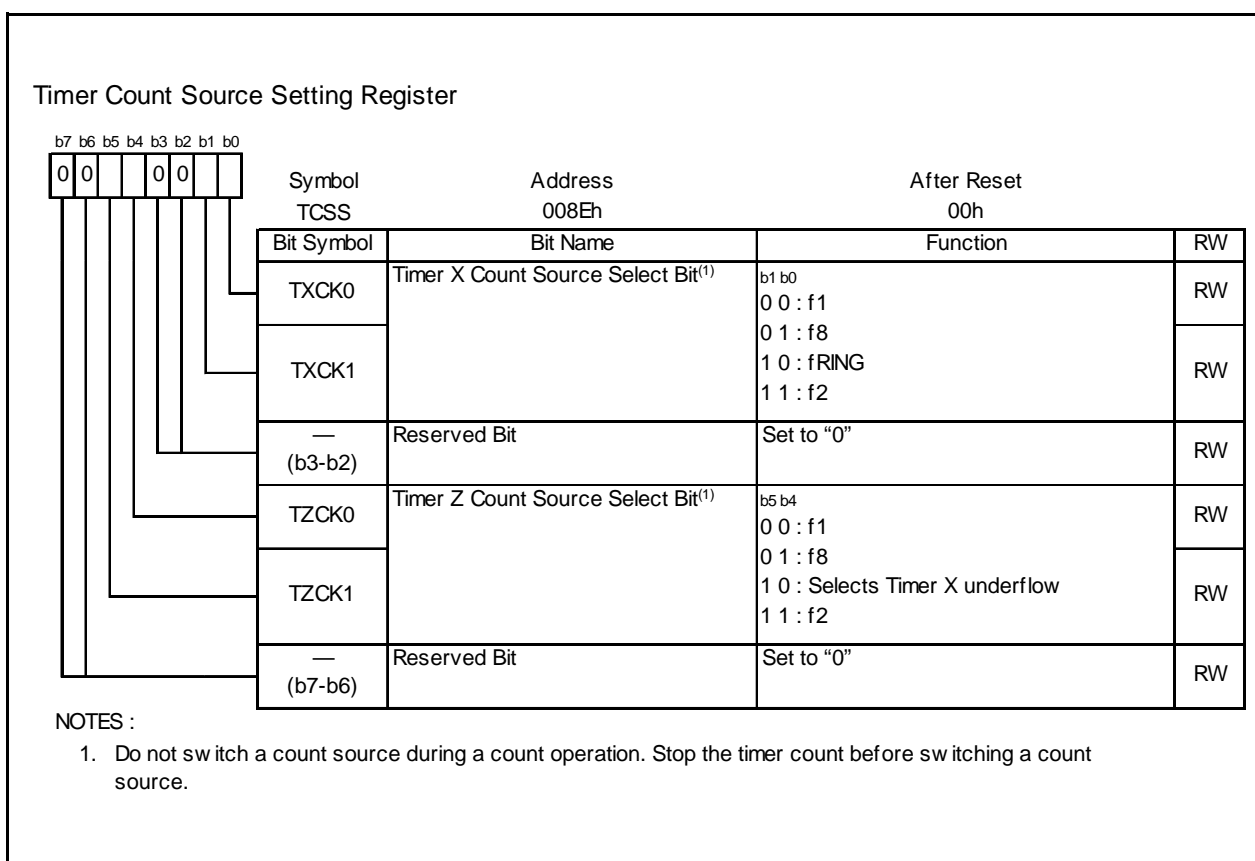 Timer Count Source Setting Register
b7 b6 b5 b4 b3 b2 b1 b0
0 0 0 0
Symbol Address After Reset
TCSS 008Eh 00h
Bit Symbol Bit Name Function RW
TXCK0 Timer X Count Source Select Bit(1) b1 b0 RW
0 0 : f1
0 1 : f8
TXCK1 1 0 : fRING RW
1 1 : f2
— Reserved Bit Set to “0” RW
(b3-b2)
TZCK0 Timer Z Count Source Select Bit(1) b5 b4 RW
0 0 : f1
0 1 : f8
TZCK1 1 0 : Selects Timer X underflow RW
1 1 : f2
— Reserved Bit Set to “0” RW
(b7-b6)
NOTES :
1. Do not switch a count source during a count operation. Stop the timer count before switching a count
source.